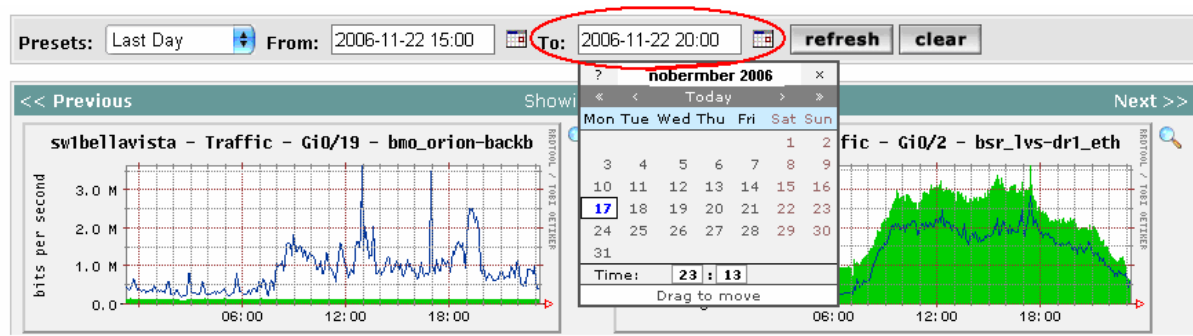 Presets: Last Day From: 2006-11-22 15:00 To: 2006-11-22 20:00 refresh clear
<< Previous Showi Next >>
? nobermber 2006 ×
« < Today > »
Mon Tue Wed Thu Fri Sat Sun
1 2
3 4 5 6 7 8 9
10 11 12 13 14 15 16
17 18 19 20 21 22 23
24 25 26 27 28 29 30
31
Time: 23 : 13
Drag to move
sw1bellavista - Traffic - Gi0/19 - bmo_orion-backb
RRDTOOL / TOBI OETIKER
bits per second
3.0 M
2.0 M
1.0 M
0.0
06:00 12:00 18:00
fic - Gi0/2 - bsr_lvs-dr1_eth
RRDTOOL / TOBI OETIKER
06:00 12:00 18:00